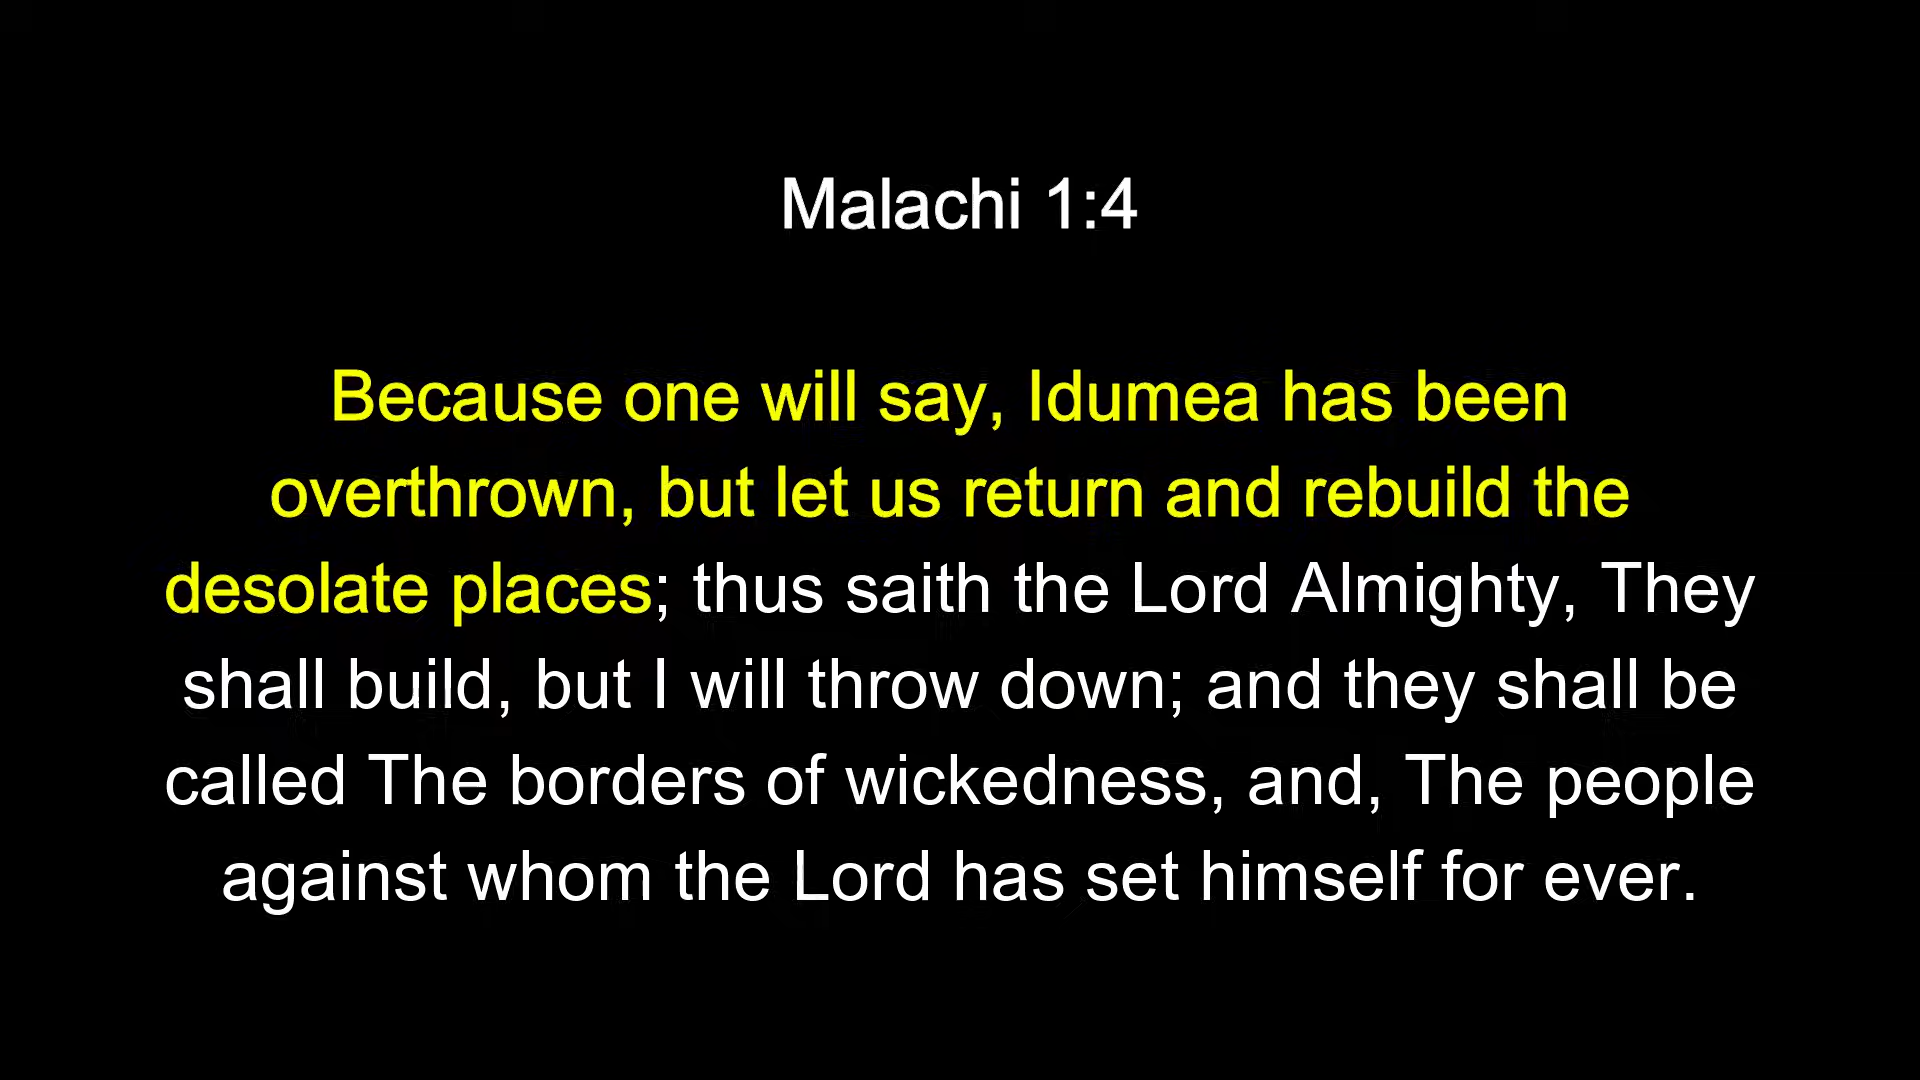 Malachi 1:4
Because one will say, Idumea has been
overthrown, but let us return and rebuild the
desolate places; thus saith the Lord Almighty, They
shall build, but I will throw down; and they shall be
called The borders of wickedness, and, The people
against whom the Lord has set himself for ever.